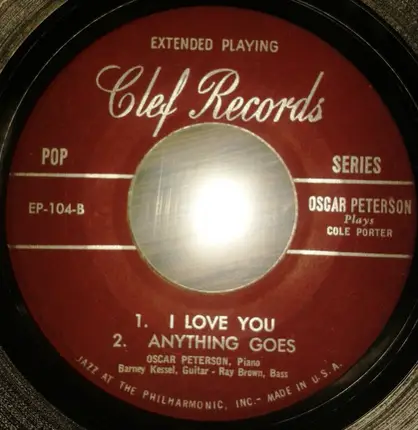 EXTENDED PLAYING
Clef Records
POP SERIES
EP-104-B
OSCAR PETERSON
Plays
COLE PORTER
1. I LOVE YOU
2. ANYTHING GOES
OSCAR PETERSON, Piano
Barney Kessel, Guitar - Ray Brown, Bass
JAZZ AT THE PHILHARMONIC, INC. - MADE IN U.S.A.